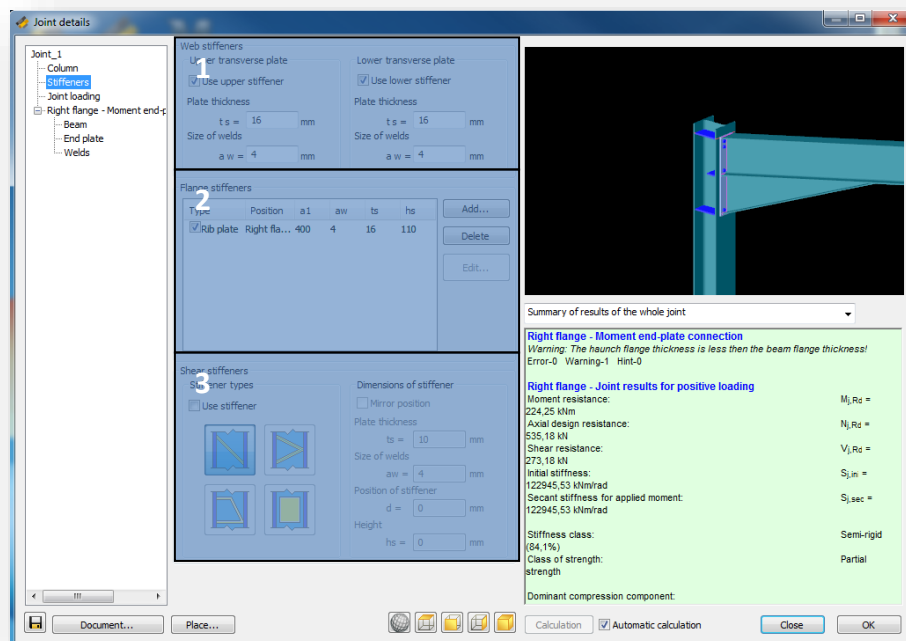 Joint details
Joint_1
Column
Stiffeners
Joint loading
Right flange - Moment end-p
Beam
End plate
Welds
Web stiffeners
1
Upper transverse plate
Lower transverse plate
Use upper stiffener
Use lower stiffener
Plate thickness
Plate thickness
t s = 16 mm
t s = 16 mm
Size of welds
Size of welds
a w = 4 mm
a w = 4 mm
Flange stiffeners
2
Type Position a1 aw ts hs
Rib plate Right fla... 400 4 16 110
Add...
Delete
Edit...
Shear stiffeners
3
Stiffener types
Dimensions of stiffener
Use stiffener
Mirror position
Plate thickness
ts = 10 mm
Size of welds
aw = 4 mm
Position of stiffener
d = 0 mm
Height
hs = 0 mm
Summary of results of the whole joint
Right flange - Moment end-plate connection
Warning: The haunch flange thickness is less then the beam flange thickness!
Error-0 Warning-1 Hint-0
Right flange - Joint results for positive loading
Moment resistance: Mj,Rd =
224,25 kNm
Axial design resistance: Nj,Rd =
535,18 kN
Shear resistance: Vj,Rd =
273,18 kN
Initial stiffness: Sj,ini =
122945,53 kNm/rad
Secant stiffness for applied moment: Sj,sec =
122945,53 kNm/rad
Stiffness class: Semi-rigid
(84,1%)
Class of strength: Partial
strength
Dominant compression component:
Document...
Place...
Calculation
Automatic calculation
Close
OK